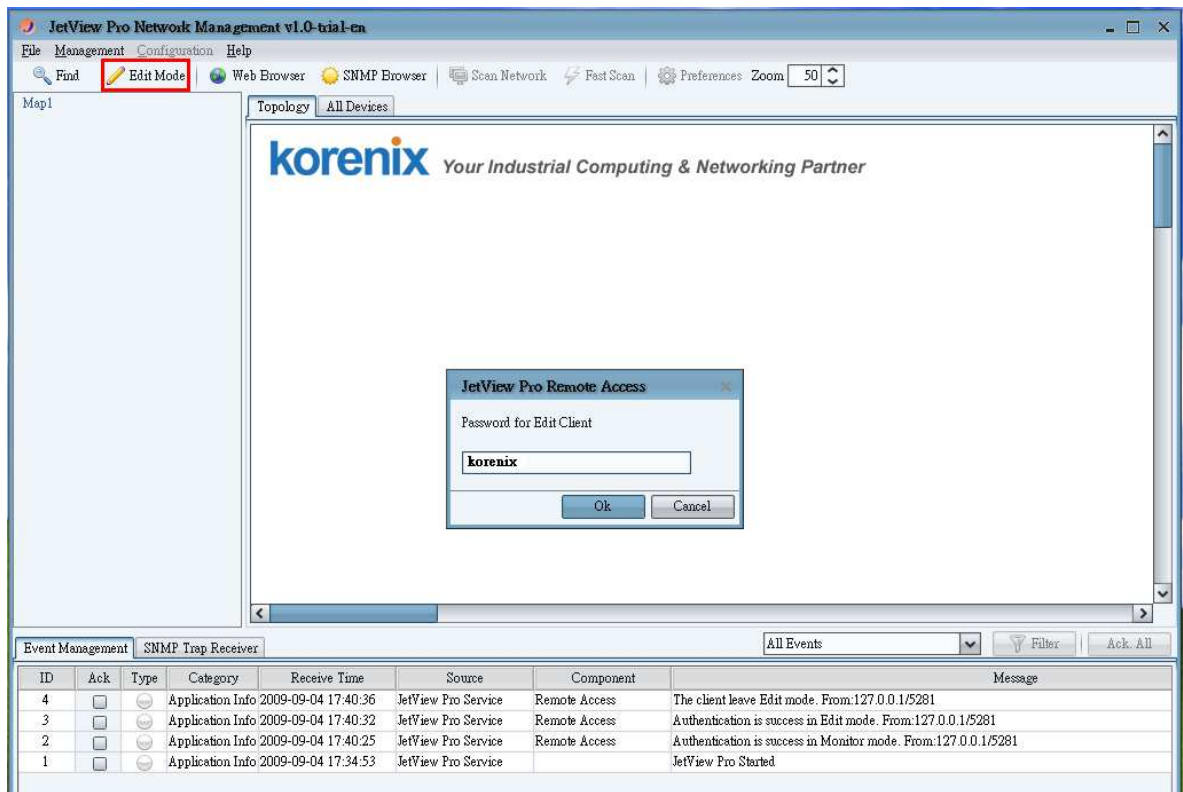 JetView Pro Network Management v1.0-trial-en
File Management Configuration Help
Find Edit Mode Web Browser SNMP Browser Scan Network Fast Scan Preferences Zoom 50
Map1
Topology All Devices
korenix Your Industrial Computing & Networking Partner
JetView Pro Remote Access
Password for Edit Client
korenix
Ok Cancel
Event Management SNMP Trap Receiver All Events Filter Ack. All
ID Ack Type Category Receive Time Source Component Message
4 Application Info 2009-09-04 17:40:36 JetView Pro Service Remote Access The client leave Edit mode. From:127.0.0.1/5281
3 Application Info 2009-09-04 17:40:32 JetView Pro Service Remote Access Authentication is success in Edit mode. From:127.0.0.1/5281
2 Application Info 2009-09-04 17:40:25 JetView Pro Service Remote Access Authentication is success in Monitor mode. From:127.0.0.1/5281
1 Application Info 2009-09-04 17:34:53 JetView Pro Service JetView Pro Started